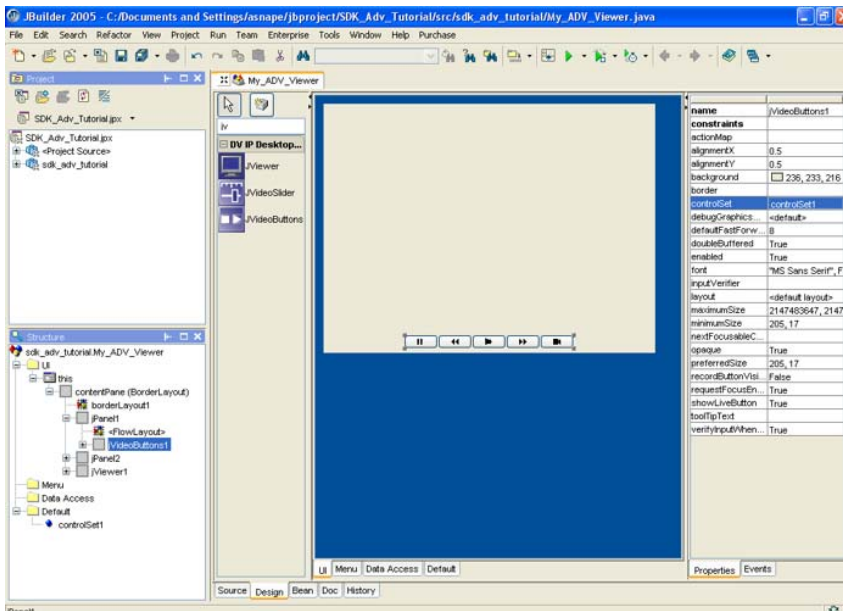 JBuilder 2005 - C:/Documents and Settings/asnape/jbproject/SDK_Adv_Tutorial/src/sdk_adv_tutorial/My_ADV_Viewer.java
File Edit Search Refactor View Project Run Team Enterprise Tools Window Help Purchase
Project
SDK_Adv_Tutorial.jpx
SDK_Adv_Tutorial.jpx
<Project Source>
sdk_adv_tutorial
Structure
sdk_adv_tutorial.My_ADV_Viewer
UI
this
contentPane (BorderLayout)
borderLayout1
jPanel1
<FlowLayout>
jVideoButtons1
jPanel2
jViewer1
Menu
Data Access
Default
controlSet1
My_ADV_Viewer
jv
DV IP Desktop...
JViewer
JVideoSlider
JVideoButtons
UI Menu Data Access Default
Source Design Bean Doc History
name jVideoButtons1
constraints
actionMap
alignmentX 0.5
alignmentY 0.5
background 236, 233, 216
border
controlSet controlSet1
debugGraphics... <default>
defaultFastForw... 8
doubleBuffered True
enabled True
font "MS Sans Serif", F
inputVerifier
layout <default layout>
maximumSize 2147483647, 2147
minimumSize 205, 17
nextFocusableC...
opaque True
preferredSize 205, 17
recordButtonVisi... False
requestFocusEn... True
showLiveButton True
toolTipText
verifyInputWhen... True
Properties Events